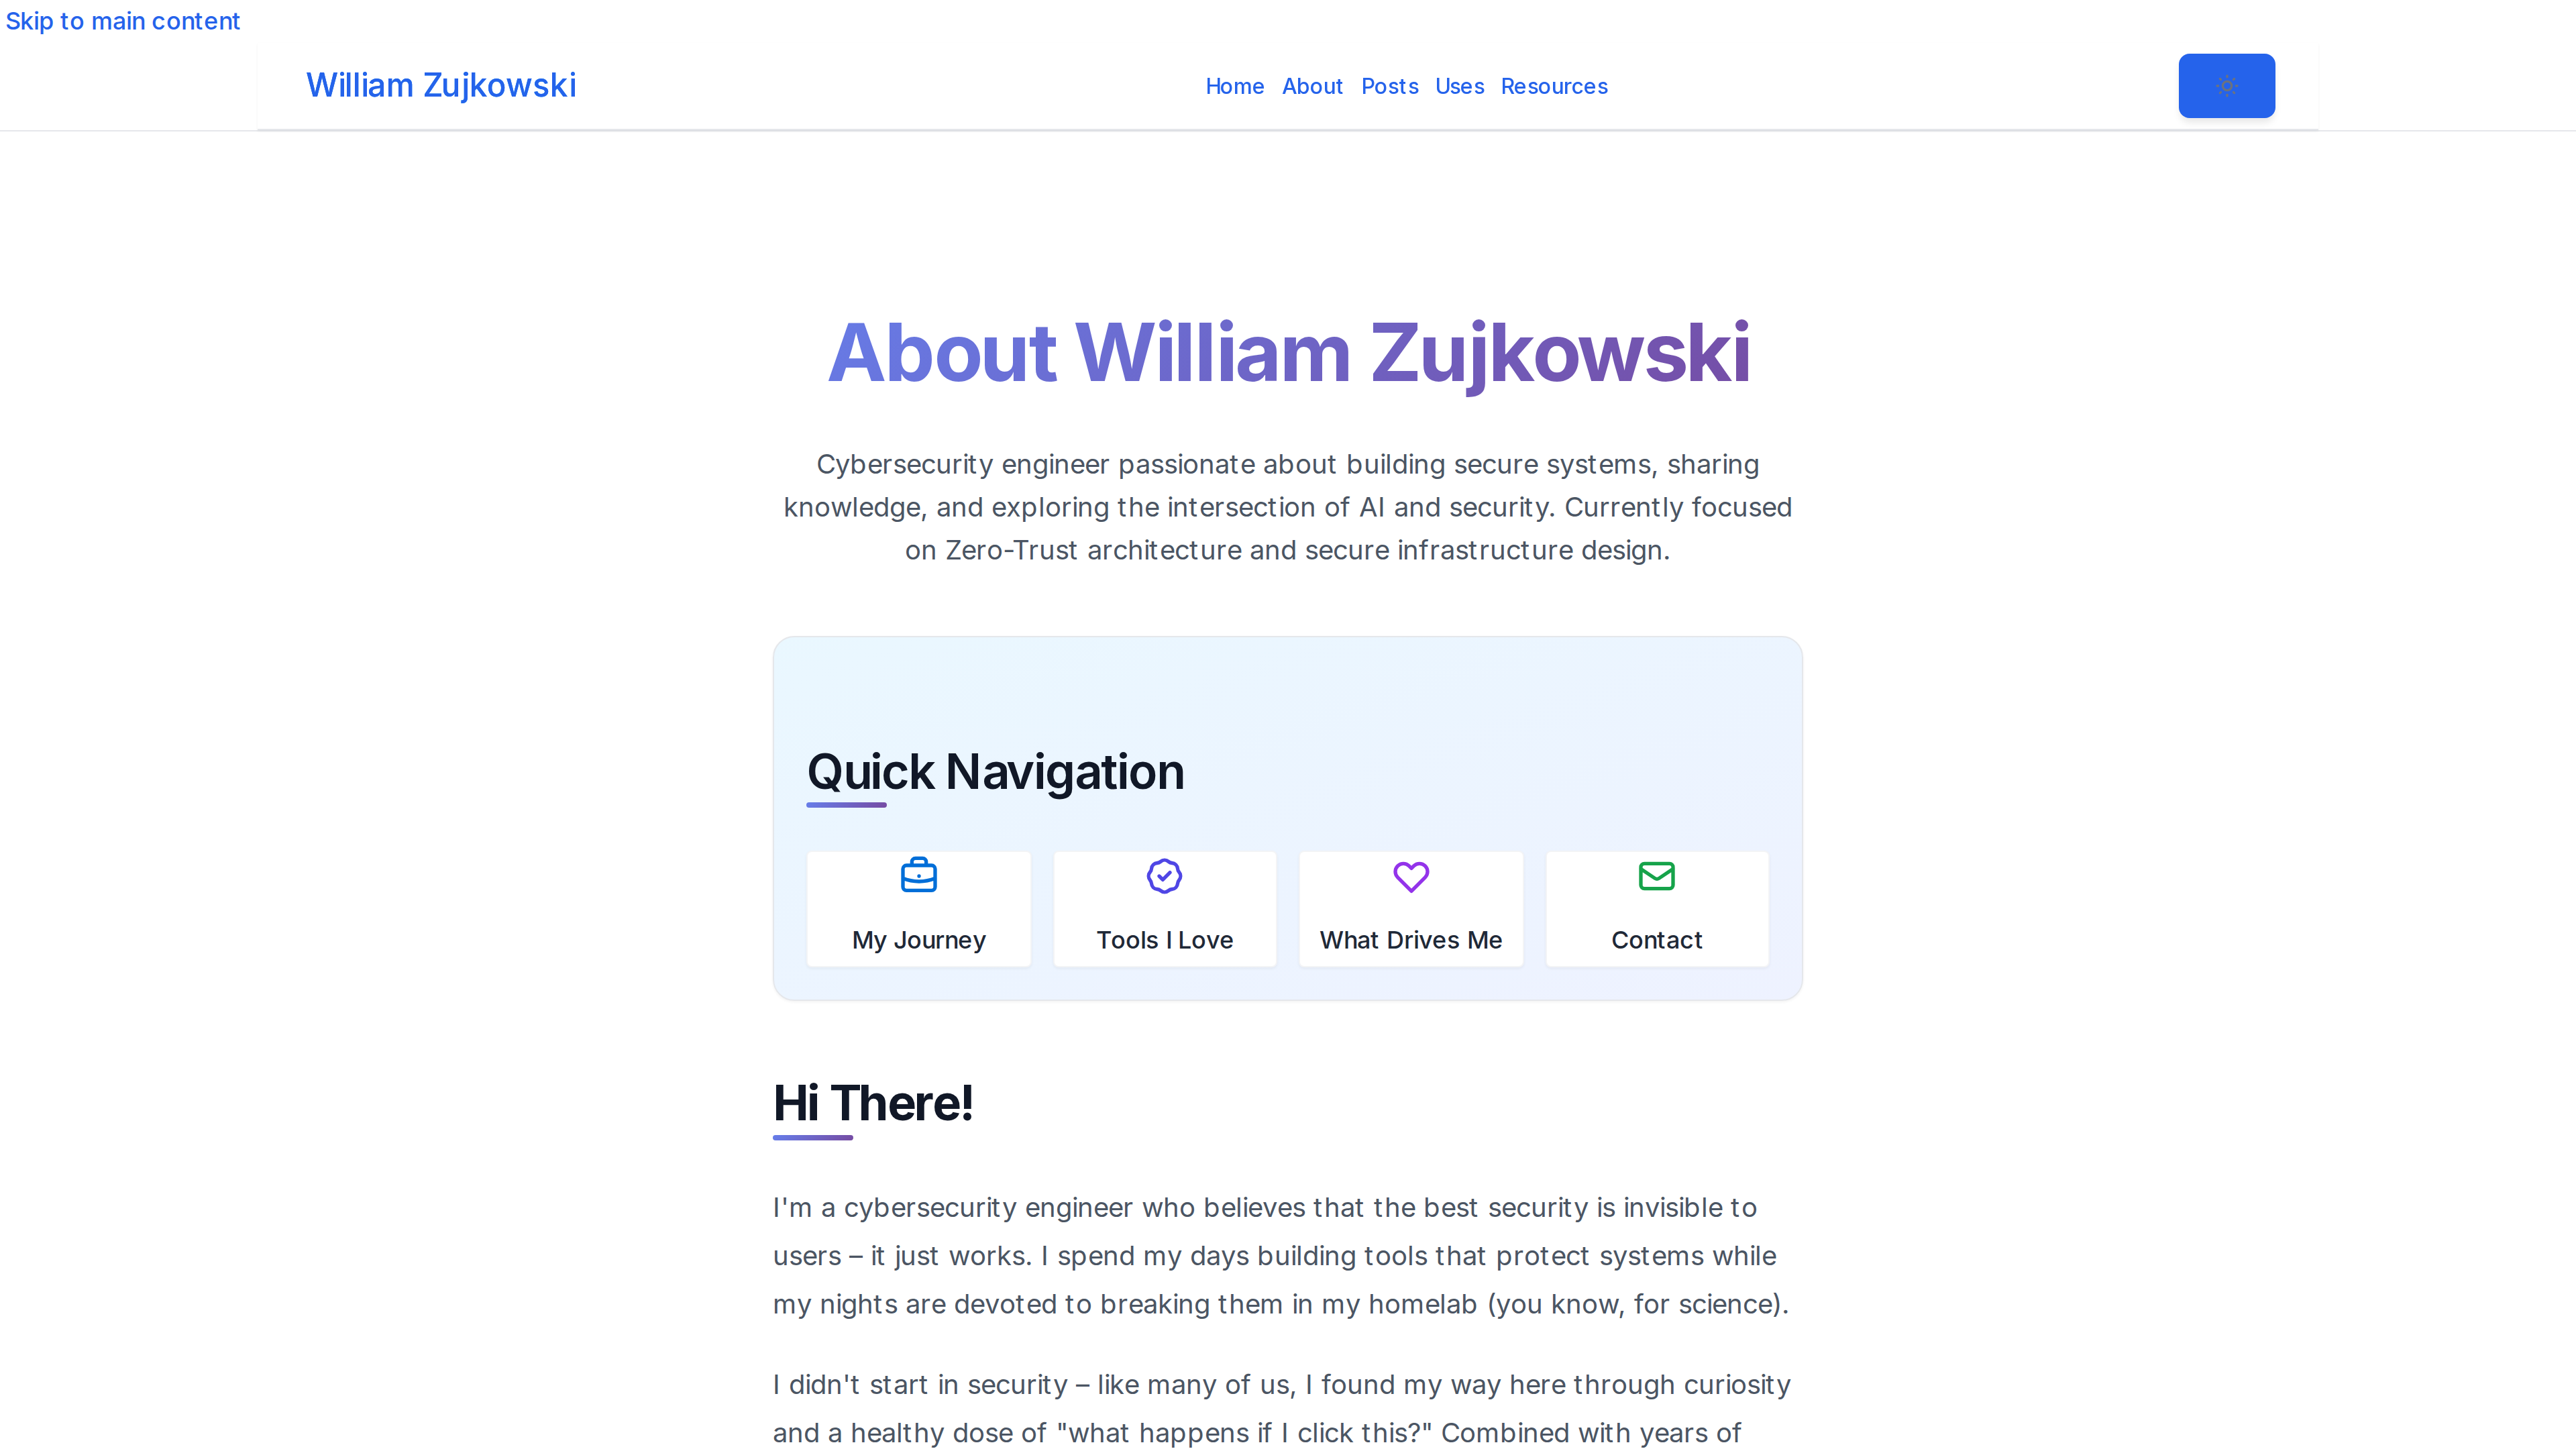 Skip to main content
William Zujkowski
Home About Posts Uses Resources
About William Zujkowski
Cybersecurity engineer passionate about building secure systems, sharing
knowledge, and exploring the intersection of AI and security. Currently focused
on Zero-Trust architecture and secure infrastructure design.
Quick Navigation
My Journey
Tools I Love
What Drives Me
Contact
Hi There!
I'm a cybersecurity engineer who believes that the best security is invisible to
users – it just works. I spend my days building tools that protect systems while
my nights are devoted to breaking them in my homelab (you know, for science).
I didn't start in security – like many of us, I found my way here through curiosity
and a healthy dose of "what happens if I click this?" Combined with years of